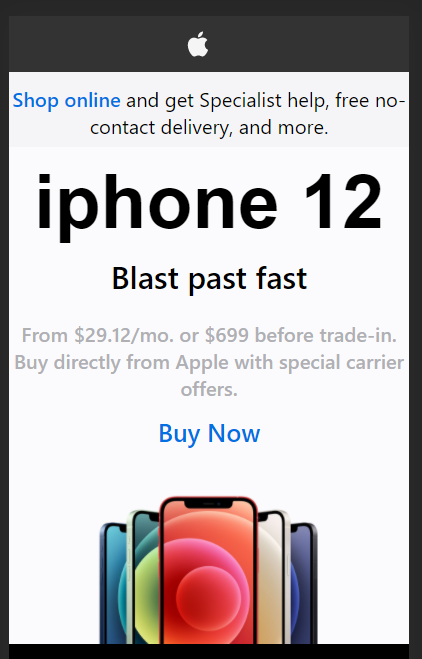 Shop online and get Specialist help, free no-
contact delivery, and more.
iphone 12
Blast past fast
From $29.12/mo. or $699 before trade-in.
Buy directly from Apple with special carrier
offers.
Buy Now